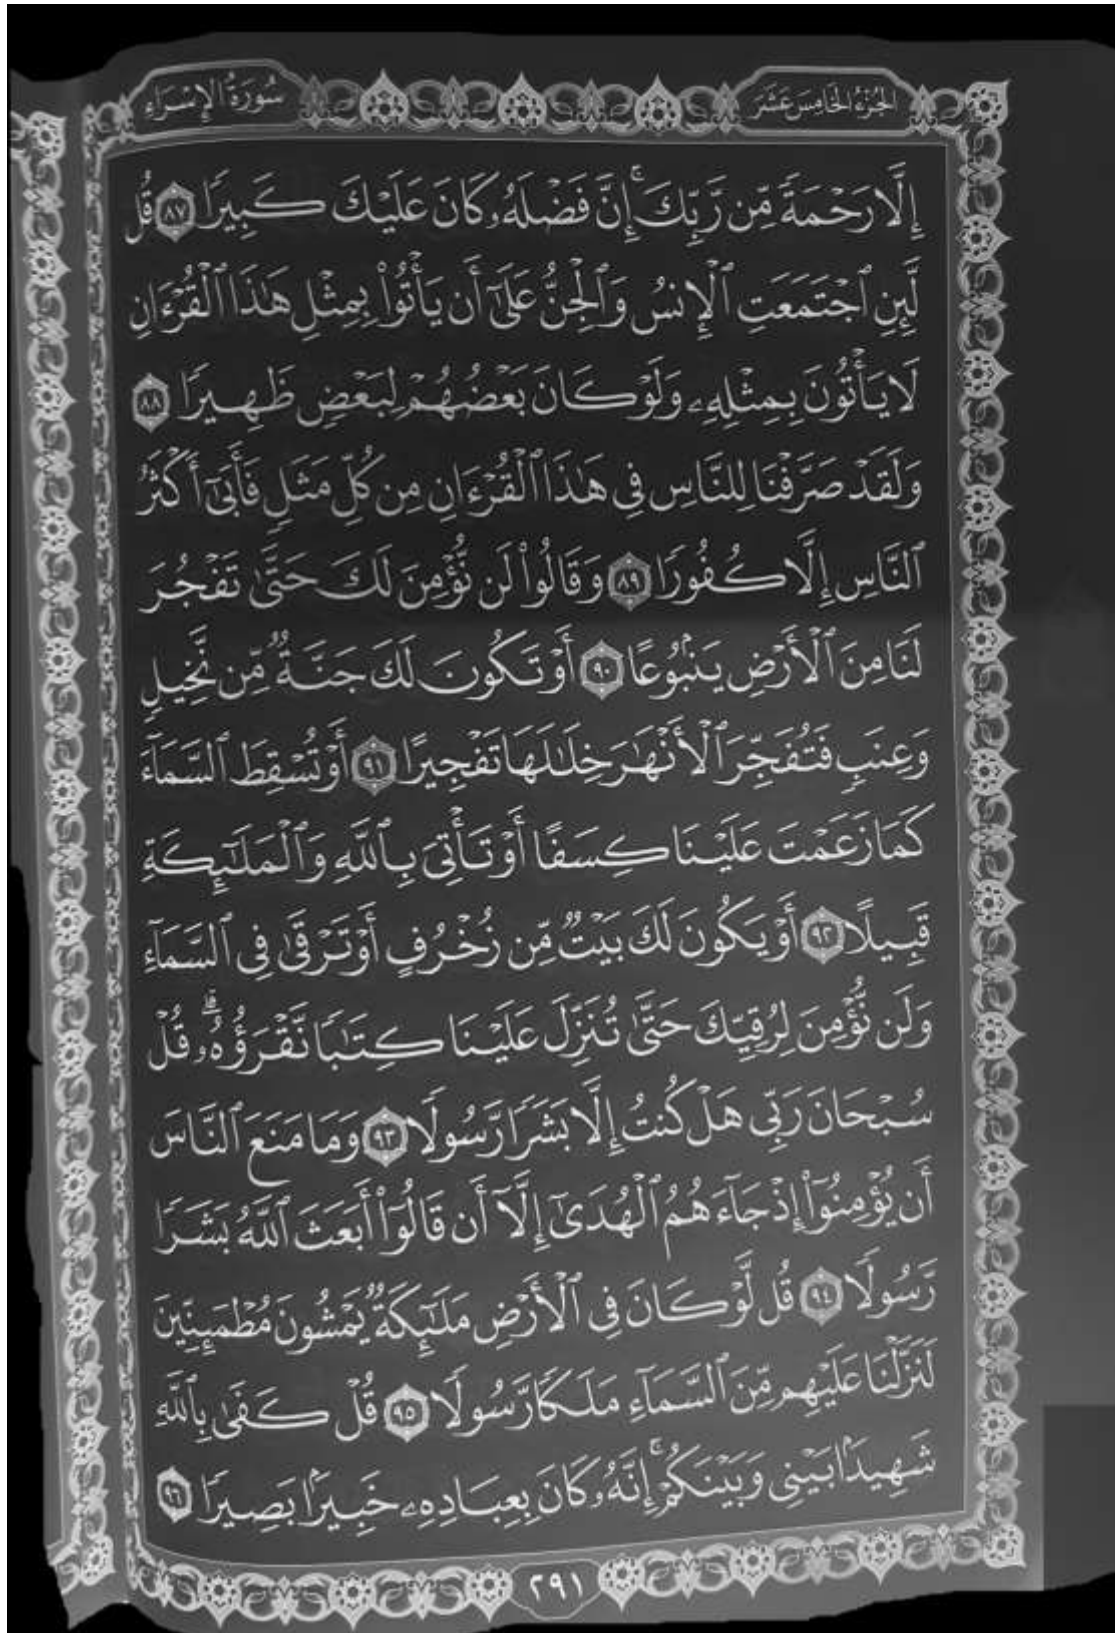 الجزء الخامس عشر
سورة الإسراء
إِلَّا رَحْمَةً مِّن رَّبِّكَ ۚ إِنَّ فَضْلَهُۥ كَانَ عَلَيْكَ كَبِيرًا ٨٧ قُل
لَّئِنِ ٱجْتَمَعَتِ ٱلْإِنسُ وَٱلْجِنُّ عَلَىٰٓ أَن يَأْتُوا۟ بِمِثْلِ هَٰذَا ٱلْقُرْءَانِ
لَا يَأْتُونَ بِمِثْلِهِۦ وَلَوْ كَانَ بَعْضُهُمْ لِبَعْضٍ ظَهِيرًا ٨٨
وَلَقَدْ صَرَّفْنَا لِلنَّاسِ فِى هَٰذَا ٱلْقُرْءَانِ مِن كُلِّ مَثَلٍ فَأَبَىٰٓ أَكْثَرُ
ٱلنَّاسِ إِلَّا كُفُورًا ٨٩ وَقَالُوا۟ لَن نُّؤْمِنَ لَكَ حَتَّىٰ تَفْجُرَ
لَنَا مِنَ ٱلْأَرْضِ يَنۢبُوعًا ٩٠ أَوْ تَكُونَ لَكَ جَنَّةٌ مِّن نَّخِيلٍ
وَعِنَبٍ فَتُفَجِّرَ ٱلْأَنْهَٰرَ خِلَٰلَهَا تَفْجِيرًا ٩١ أَوْ تُسْقِطَ ٱلسَّمَآءَ
كَمَا زَعَمْتَ عَلَيْنَا كِسَفًا أَوْ تَأْتِىَ بِٱللَّهِ وَٱلْمَلَٰٓئِكَةِ
قَبِيلًا ٩٢ أَوْ يَكُونَ لَكَ بَيْتٌ مِّن زُخْرُفٍ أَوْ تَرْقَىٰ فِى ٱلسَّمَآءِ
وَلَن نُّؤْمِنَ لِرُقِيِّكَ حَتَّىٰ تُنَزِّلَ عَلَيْنَا كِتَٰبًا نَّقْرَؤُهُۥ ۗ قُلْ
سُبْحَانَ رَبِّى هَلْ كُنتُ إِلَّا بَشَرًا رَّسُولًا ٩٣ وَمَا مَنَعَ ٱلنَّاسَ
أَن يُؤْمِنُوٓا۟ إِذْ جَآءَهُمُ ٱلْهُدَىٰٓ إِلَّآ أَن قَالُوٓا۟ أَبَعَثَ ٱللَّهُ بَشَرًا
رَّسُولًا ٩٤ قُل لَّوْ كَانَ فِى ٱلْأَرْضِ مَلَٰٓئِكَةٌ يَمْشُونَ مُطْمَئِنِّينَ
لَنَزَّلْنَا عَلَيْهِم مِّنَ ٱلسَّمَآءِ مَلَكًا رَّسُولًا ٩٥ قُلْ كَفَىٰ بِٱللَّهِ
شَهِيدًۢا بَيْنِى وَبَيْنَكُمْ ۚ إِنَّهُۥ كَانَ بِعِبَادِهِۦ خَبِيرًۢا بَصِيرًا ٩٦
٢٩١